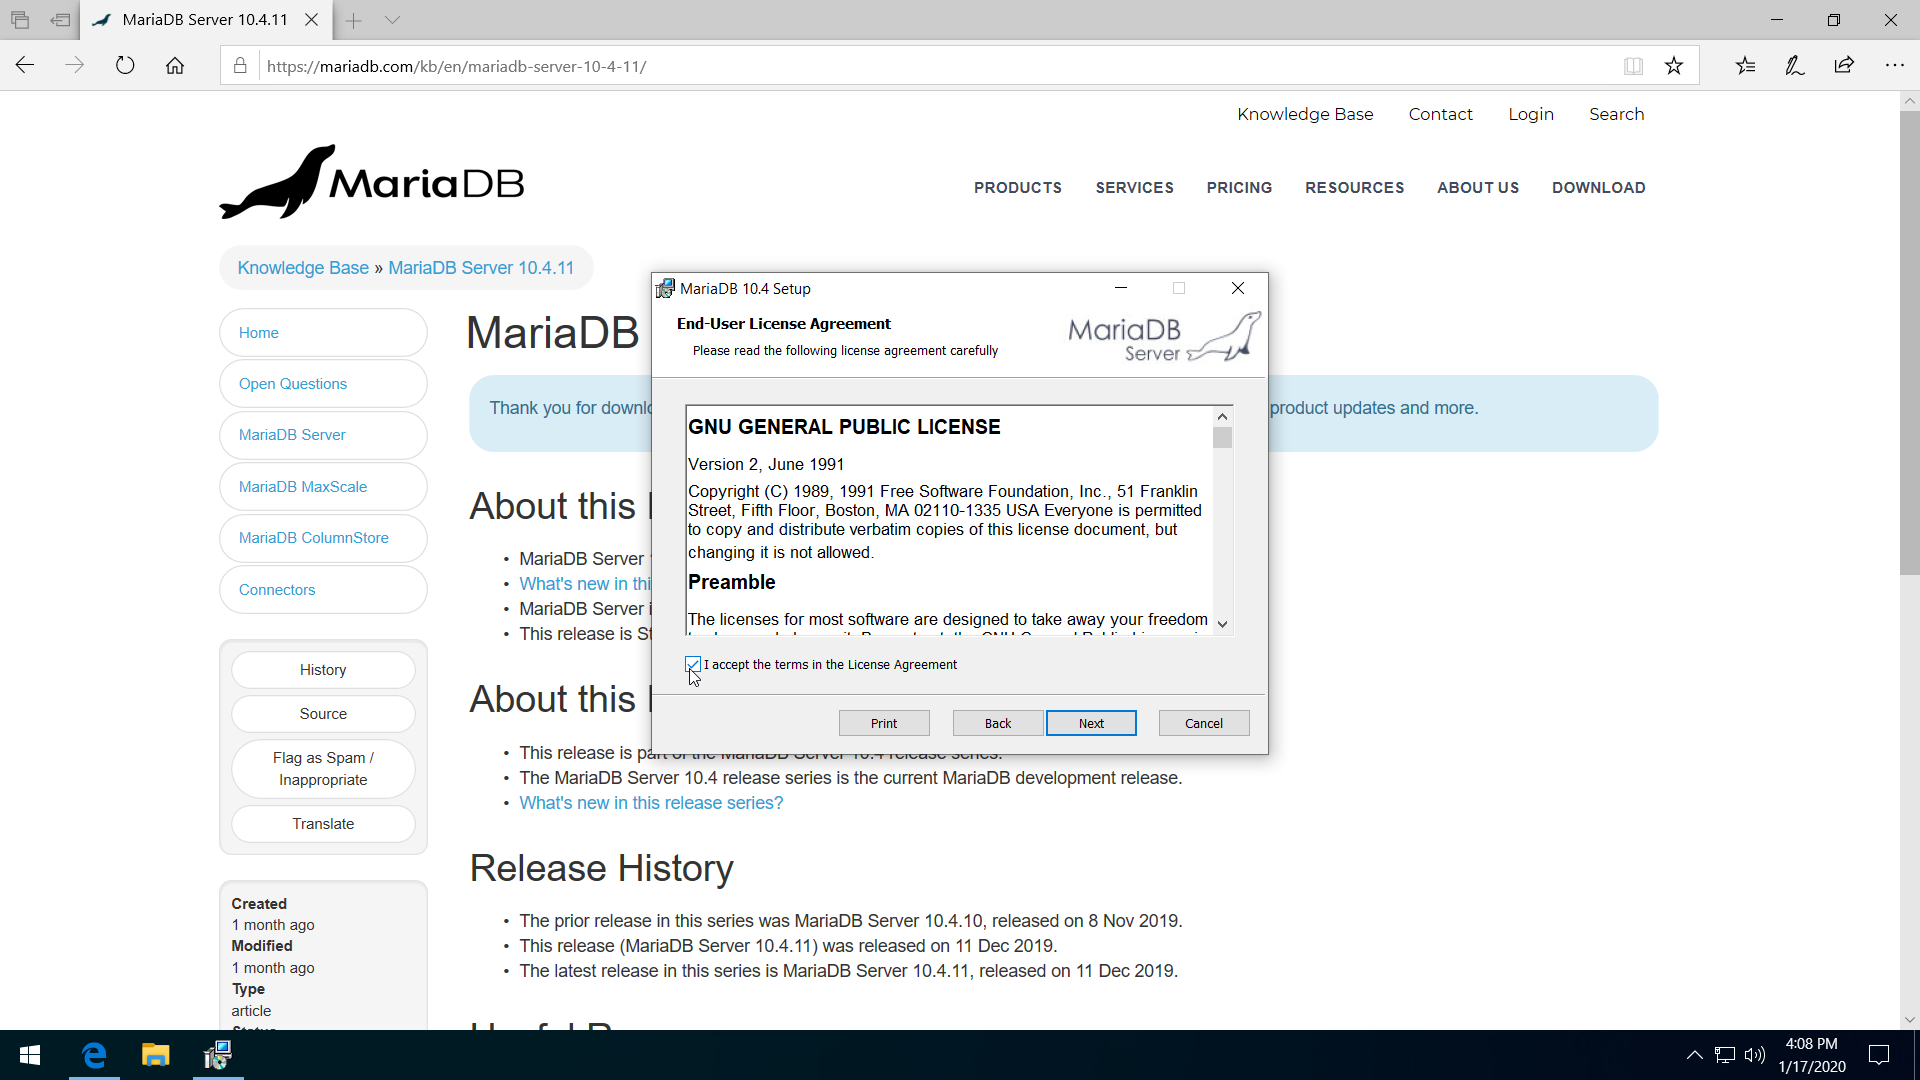 MariaDB Server 10.4.11
https://mariadb.com/kb/en/mariadb-server-10-4-11/
Knowledge Base Contact Login Search
MariaDB
PRODUCTS SERVICES PRICING RESOURCES ABOUT US DOWNLOAD
Knowledge Base » MariaDB Server 10.4.11
Home
Open Questions
MariaDB Server
MariaDB MaxScale
MariaDB ColumnStore
Connectors
History
Source
Flag as Spam /
Inappropriate
Translate
Created
1 month ago
Modified
1 month ago
Type
article
MariaDB
Thank you for downlo
product updates and more.
About this
• MariaDB Server
• What's new in thi
• MariaDB Server i
• This release is St
About this
• This release is part of the MariaDB Server 10.4 release series.
• The MariaDB Server 10.4 release series is the current MariaDB development release.
• What's new in this release series?
Release History
• The prior release in this series was MariaDB Server 10.4.10, released on 8 Nov 2019.
• This release (MariaDB Server 10.4.11) was released on 11 Dec 2019.
• The latest release in this series is MariaDB Server 10.4.11, released on 11 Dec 2019.
MariaDB 10.4 Setup
End-User License Agreement
Please read the following license agreement carefully
MariaDB
Server
GNU GENERAL PUBLIC LICENSE
Version 2, June 1991
Copyright (C) 1989, 1991 Free Software Foundation, Inc., 51 Franklin
Street, Fifth Floor, Boston, MA 02110-1335 USA Everyone is permitted
to copy and distribute verbatim copies of this license document, but
changing it is not allowed.
Preamble
The licenses for most software are designed to take away your freedom
I accept the terms in the License Agreement
Print Back Next Cancel
4:08 PM
1/17/2020